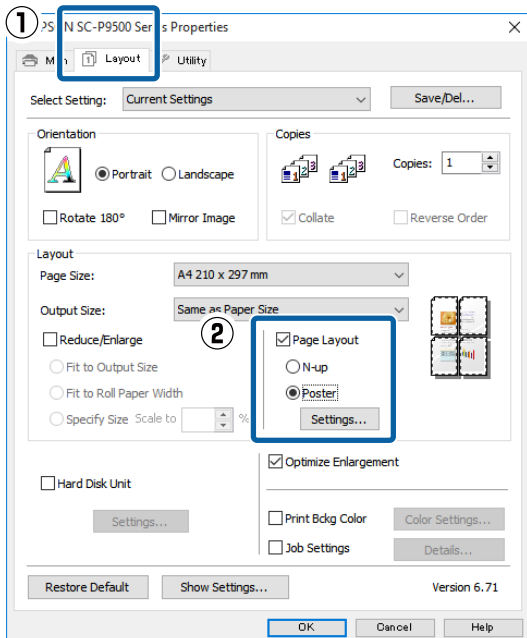 ①
PSON SC-P9500 Series Properties
M in Layout Utility
Select Setting: Current Settings Save/Del...
Orientation Copies
Portrait Landscape Copies: 1
Rotate 180° Mirror Image Collate Reverse Order
Layout
Page Size: A4 210 x 297 mm
Output Size: Same as Paper Size
②
Reduce/Enlarge Page Layout
Fit to Output Size N-up
Fit to Roll Paper Width Poster
Specify Size Scale to % Settings...
Optimize Enlargement
Hard Disk Unit
Settings... Print Bckg Color Color Settings...
Job Settings Details...
Restore Default Show Settings... Version 6.71
OK Cancel Help